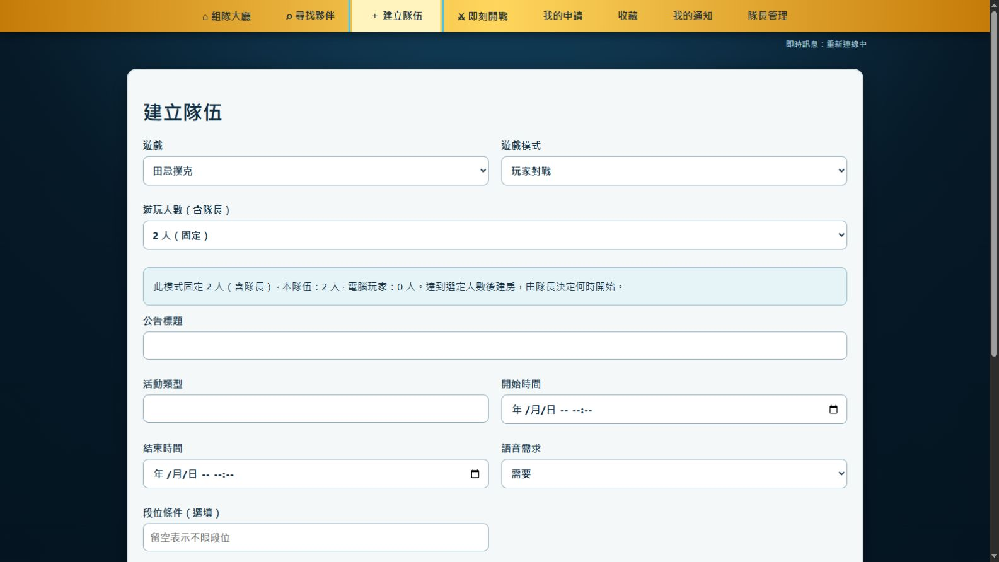 ⌂ 組隊大廳
⌕ 尋找夥伴
+ 建立隊伍
⚔ 即刻開戰
我的申請
收藏
我的通知
隊長管理
即時訊息：重新連線中
建立隊伍
遊戲
遊戲模式
田忌撲克
玩家對戰
遊玩人數（含隊長）
2 人（固定）
此模式固定 2 人（含隊長）· 本隊伍：2 人 · 電腦玩家：0 人。達到選定人數後建房，由隊長決定何時開始。
公告標題
活動類型
開始時間
年 /月/日 -- --:--
結束時間
語音需求
年 /月/日 -- --:--
需要
段位條件（選填）
留空表示不限段位